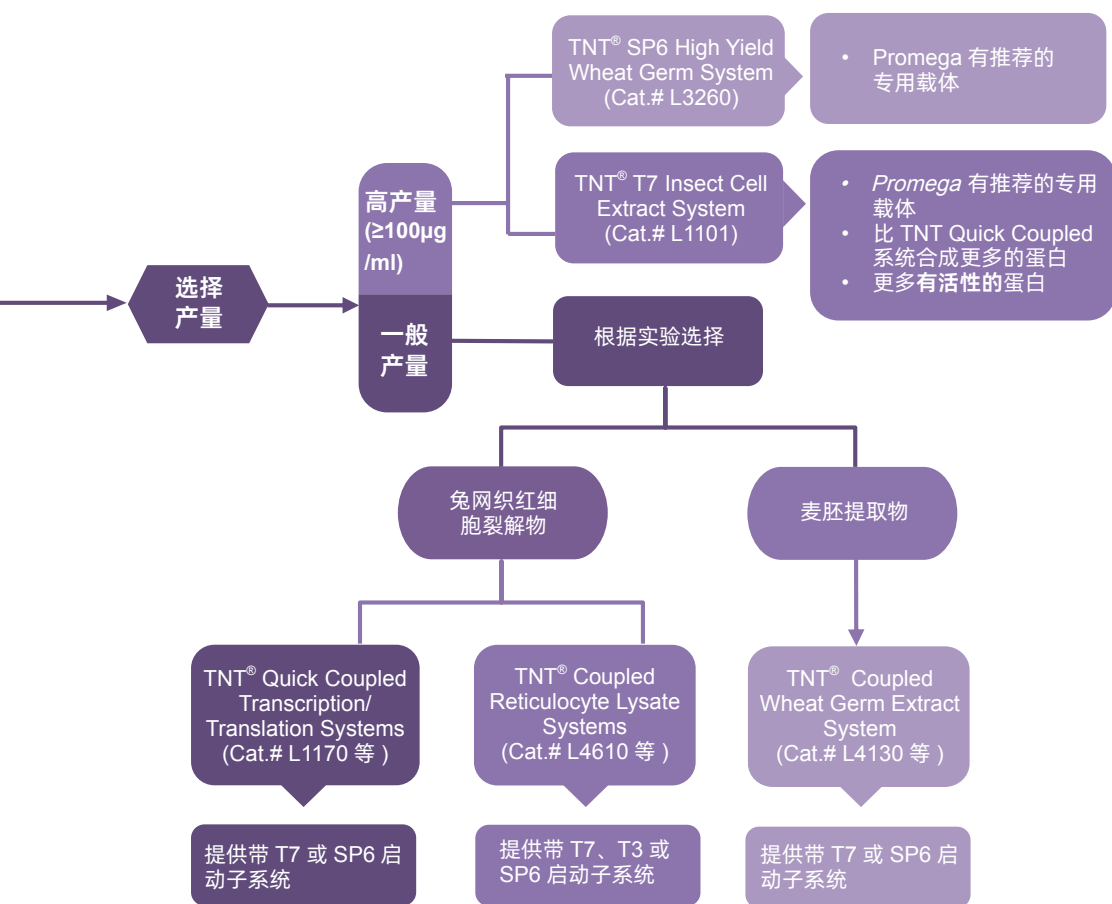 TNT® SP6 High Yield
Wheat Germ System
(Cat.# L3260)
• Promega 有推荐的
专用载体
TNT® T7 Insect Cell
Extract System
(Cat.# L1101)
• Promega 有推荐的专用
载体
• 比 TNT Quick Coupled
系统合成更多的蛋白
• 更多有活性的蛋白
高产量
(≥100µg
/ml)
选择
产量
一般
产量
根据实验选择
兔网织红细
胞裂解物
麦胚提取物
TNT® Quick Coupled
Transcription/
Translation Systems
(Cat.# L1170 等 )
TNT® Coupled
Reticulocyte Lysate
Systems
(Cat.# L4610 等 )
TNT® Coupled
Wheat Germ Extract
System
(Cat.# L4130 等 )
提供带 T7 或 SP6 启
动子系统
提供带 T7、T3 或
SP6 启动子系统
提供带 T7 或 SP6 启
动子系统